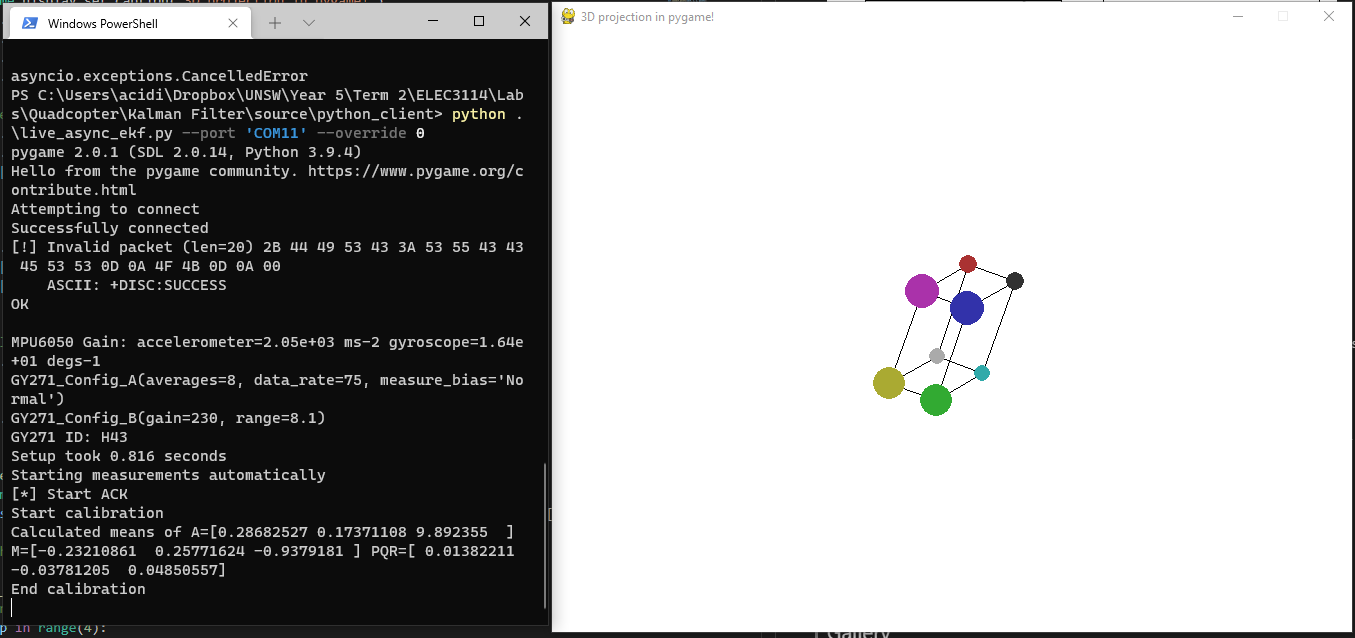 Windows PowerShell
3D projection in pygame!
asyncio.exceptions.CancelledError
PS C:\Users\acidi\Dropbox\UNSW\Year 5\Term 2\ELEC3114\Lab
s\Quadcopter\Kalman Filter\source\python_client> python .
\live_async_ekf.py --port 'COM11' --override 0
pygame 2.0.1 (SDL 2.0.14, Python 3.9.4)
Hello from the pygame community. https://www.pygame.org/c
ontribute.html
Attempting to connect
Successfully connected
[!] Invalid packet (len=20) 2B 44 49 53 43 3A 53 55 43 43
 45 53 53 0D 0A 4F 4B 0D 0A 00
    ASCII: +DISC:SUCCESS
OK
MPU6050 Gain: accelerometer=2.05e+03 ms-2 gyroscope=1.64e
+01 degs-1
GY271_Config_A(averages=8, data_rate=75, measure_bias='No
rmal')
GY271_Config_B(gain=230, range=8.1)
GY271 ID: H43
Setup took 0.816 seconds
Starting measurements automatically
[*] Start ACK
Start calibration
Calculated means of A=[0.28682527 0.17371108 9.892355  ]
M=[-0.23210861  0.25771624 -0.9379181 ] PQR=[ 0.01382211
-0.03781205  0.04850557]
End calibration
p in range(4):
Gallery